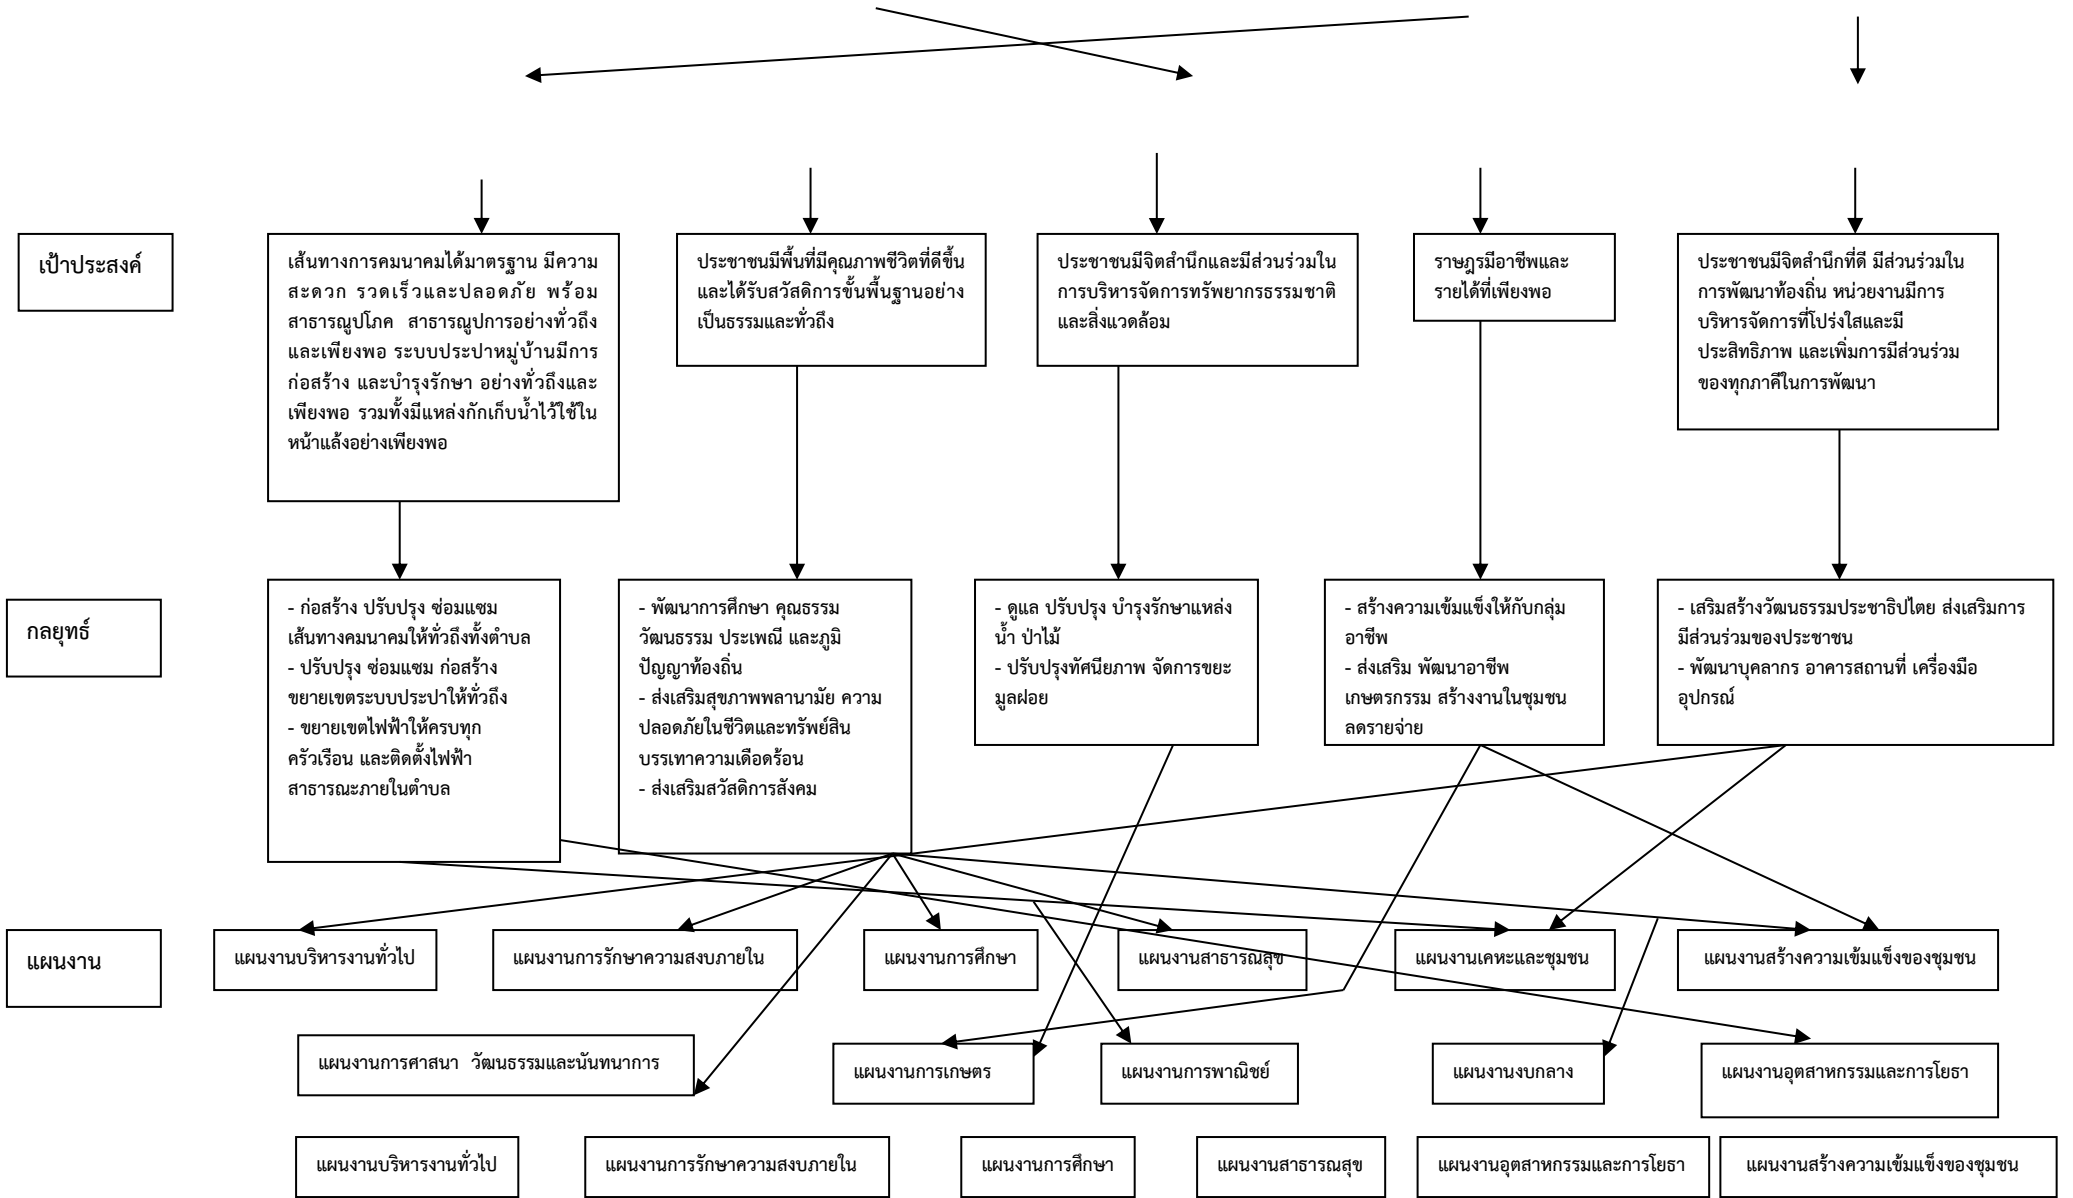 เป้าประสงค์
เส้นทางการคมนาคมได้มาตรฐาน มีความ
สะดวก รวดเร็วและปลอดภัย พร้อม
สาธารณูปโภค สาธารณูปการอย่างทั่วถึง
และเพียงพอ ระบบประปาหมู่บ้านมีการ
ก่อสร้าง และบำรุงรักษา อย่างทั่วถึงและ
เพียงพอ รวมทั้งมีแหล่งกักเก็บน้ำไว้ใช้ใน
หน้าแล้งอย่างเพียงพอ
ประชาชนมีพื้นที่มีคุณภาพชีวิตที่ดีขึ้น
และได้รับสวัสดิการขั้นพื้นฐานอย่าง
เป็นธรรมและทั่วถึง
ประชาชนมีจิตสำนึกและมีส่วนร่วมใน
การบริหารจัดการทรัพยากรธรรมชาติ
และสิ่งแวดล้อม
ราษฎรมีอาชีพและ
รายได้ที่เพียงพอ
ประชาชนมีจิตสำนึกที่ดี มีส่วนร่วมใน
การพัฒนาท้องถิ่น หน่วยงานมีการ
บริหารจัดการที่โปร่งใสและมี
ประสิทธิภาพ และเพิ่มการมีส่วนร่วม
ของทุกภาคีในการพัฒนา
กลยุทธ์
- ก่อสร้าง ปรับปรุง ซ่อมแซม
เส้นทางคมนาคมให้ทั่วถึงทั้งตำบล
- ปรับปรุง ซ่อมแซม ก่อสร้าง
ขยายเขตระบบประปาให้ทั่วถึง
- ขยายเขตไฟฟ้าให้ครบทุก
ครัวเรือน และติดตั้งไฟฟ้า
สาธารณะภายในตำบล
- พัฒนาการศึกษา คุณธรรม
วัฒนธรรม ประเพณี และภูมิ
ปัญญาท้องถิ่น
- ส่งเสริมสุขภาพพลานามัย ความ
ปลอดภัยในชีวิตและทรัพย์สิน
บรรเทาความเดือดร้อน
- ส่งเสริมสวัสดิการสังคม
- ดูแล ปรับปรุง บำรุงรักษาแหล่ง
น้ำ ป่าไม้
- ปรับปรุงทัศนียภาพ จัดการขยะ
มูลฝอย
- สร้างความเข้มแข็งให้กับกลุ่ม
อาชีพ
- ส่งเสริม พัฒนาอาชีพ
เกษตรกรรม สร้างงานในชุมชน
ลดรายจ่าย
- เสริมสร้างวัฒนธรรมประชาธิปไตย ส่งเสริมการ
มีส่วนร่วมของประชาชน
- พัฒนาบุคลากร อาคารสถานที่ เครื่องมือ
อุปกรณ์
แผนงาน
แผนงานบริหารงานทั่วไป
แผนงานการรักษาความสงบภายใน
แผนงานการศึกษา
แผนงานสาธารณสุข
แผนงานเคหะและชุมชน
แผนงานสร้างความเข้มแข็งของชุมชน
แผนงานการศาสนา วัฒนธรรมและนันทนาการ
แผนงานการเกษตร
แผนงานการพาณิชย์
แผนงานงบกลาง
แผนงานอุตสาหกรรมและการโยธา
แผนงานบริหารงานทั่วไป
แผนงานการรักษาความสงบภายใน
แผนงานการศึกษา
แผนงานสาธารณสุข
แผนงานอุตสาหกรรมและการโยธา
แผนงานสร้างความเข้มแข็งของชุมชน